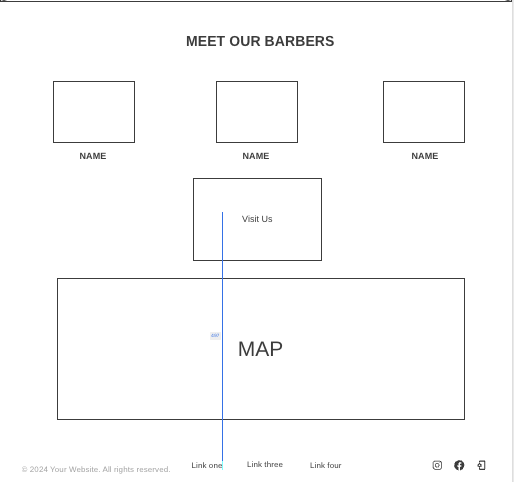 MEET OUR BARBERS
NAME NAME NAME
Visit Us
MAP
© 2024 Your Website. All rights reserved. Link one Link three Link four